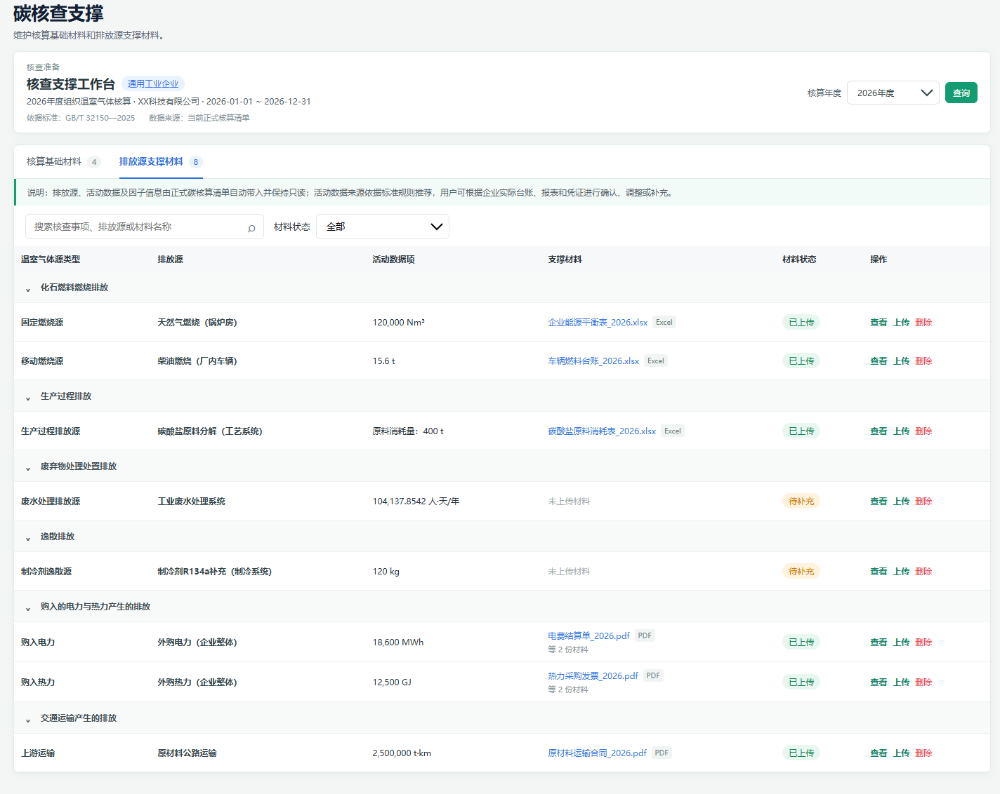 碳核查支撑
维护核算基础材料和排放源支撑材料。
核查准备
核查支撑工作台 通用工业企业
2026年度组织温室气体核算 · XX科技有限公司 · 2026-01-01 ~ 2026-12-31
依据标准：GB/T 32150—2025 数据来源：当前正式核算清单
核算年度 2026年度 查询
核算基础材料 4 排放源支撑材料 8
说明：排放源、活动数据及因子信息由正式碳核算清单自动带入并保持只读；活动数据来源依据标准规则推荐，用户可根据企业实际台账、报表和凭证进行确认、调整或补充。
搜索核查事项、排放源或材料名称 材料状态 全部
温室气体源类型 排放源 活动数据项 支撑材料 材料状态 操作
化石燃料燃烧排放
固定燃烧源 天然气燃烧（锅炉房） 120,000 Nm³ 企业能源平衡表_2026.xlsx Excel 已上传 查看 上传 删除
移动燃烧源 柴油燃烧（厂内车辆） 15.6 t 车辆燃料台账_2026.xlsx Excel 已上传 查看 上传 删除
生产过程排放
生产过程排放源 碳酸盐原料分解（工艺系统） 原料消耗量：400 t 碳酸盐原料消耗表_2026.xlsx Excel 已上传 查看 上传 删除
废弃物处理处置排放
废水处理排放源 工业废水处理系统 104,137.8542 人·天/年 未上传材料 待补充 查看 上传 删除
逸散排放
制冷剂逸散源 制冷剂R134a补充（制冷系统） 120 kg 未上传材料 待补充 查看 上传 删除
购入的电力与热力产生的排放
购入电力 外购电力（企业整体） 18,600 MWh 电费结算单_2026.pdf PDF 已上传 查看 上传 删除
等 2 份材料
购入热力 外购热力（企业整体） 12,500 GJ 热力采购发票_2026.pdf PDF 已上传 查看 上传 删除
等 2 份材料
交通运输产生的排放
上游运输 原材料公路运输 2,500,000 t·km 原材料运输合同_2026.pdf PDF 已上传 查看 上传 删除